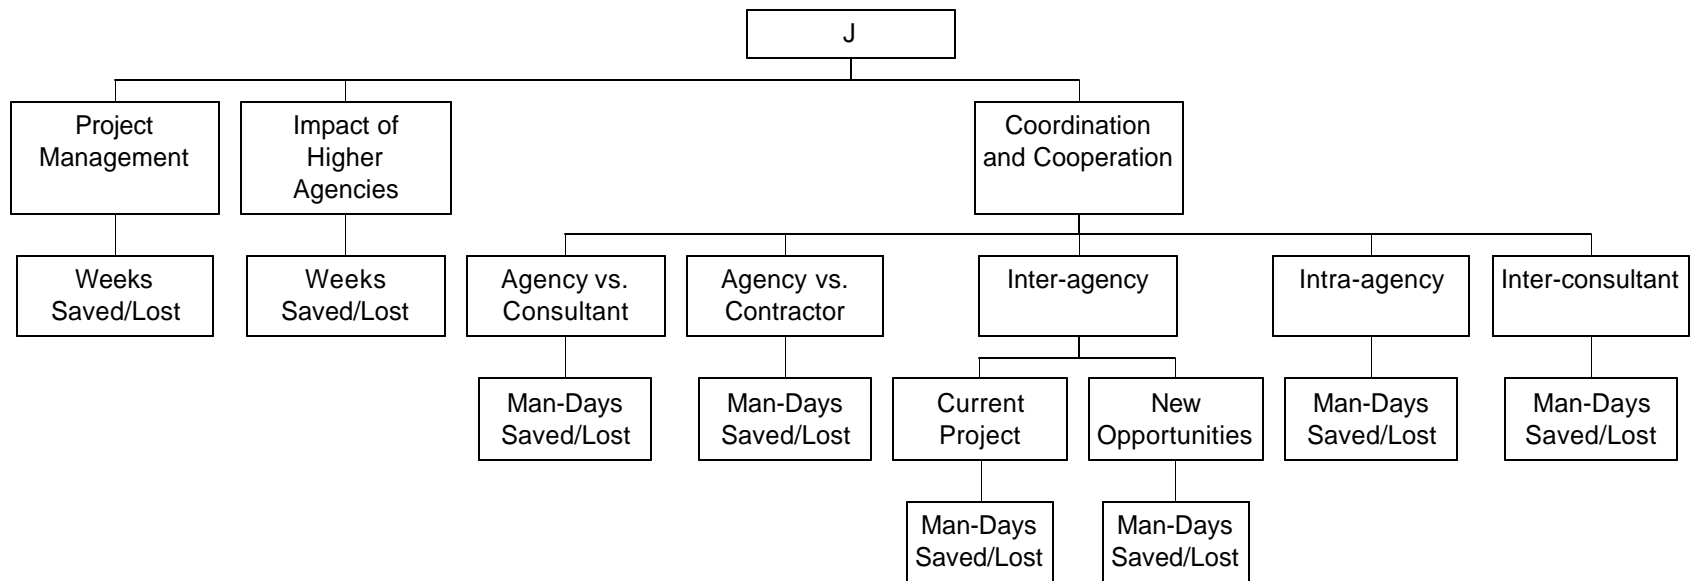 J
Project
Management
Impact of
Higher
Agencies
Coordination
and Cooperation
Weeks
Saved/Lost
Weeks
Saved/Lost
Agency vs.
Consultant
Agency vs.
Contractor
Inter-agency
Intra-agency
Inter-consultant
Man-Days
Saved/Lost
Man-Days
Saved/Lost
Current
Project
New
Opportunities
Man-Days
Saved/Lost
Man-Days
Saved/Lost
Man-Days
Saved/Lost
Man-Days
Saved/Lost